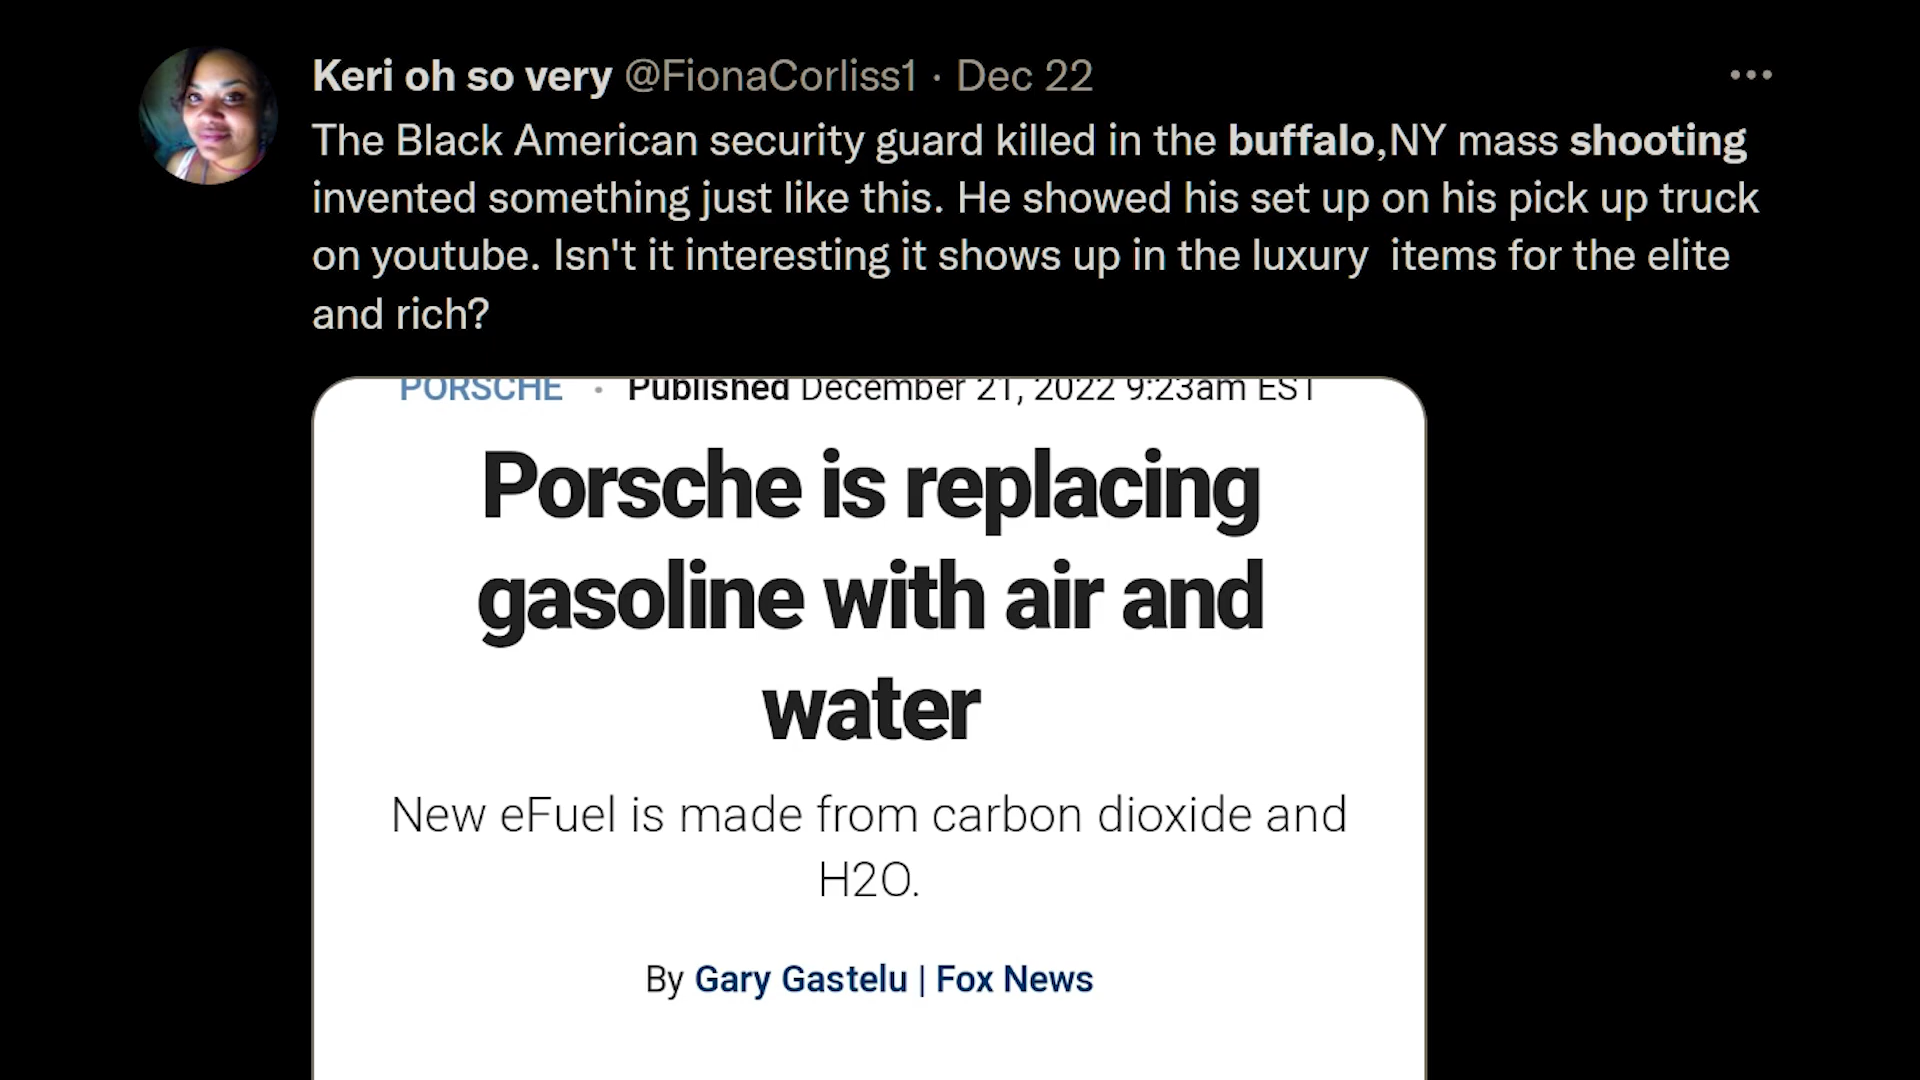 Keri oh so very @FionaCorliss1 · Dec 22
The Black American security guard killed in the buffalo,NY mass shooting
invented something just like this. He showed his set up on his pick up truck
on youtube. Isn't it interesting it shows up in the luxury  items for the elite
and rich?
PORSCHE · Published December 21, 2022 9:23am EST
Porsche is replacing
gasoline with air and
water
New eFuel is made from carbon dioxide and
H2O.
By Gary Gastelu | Fox News